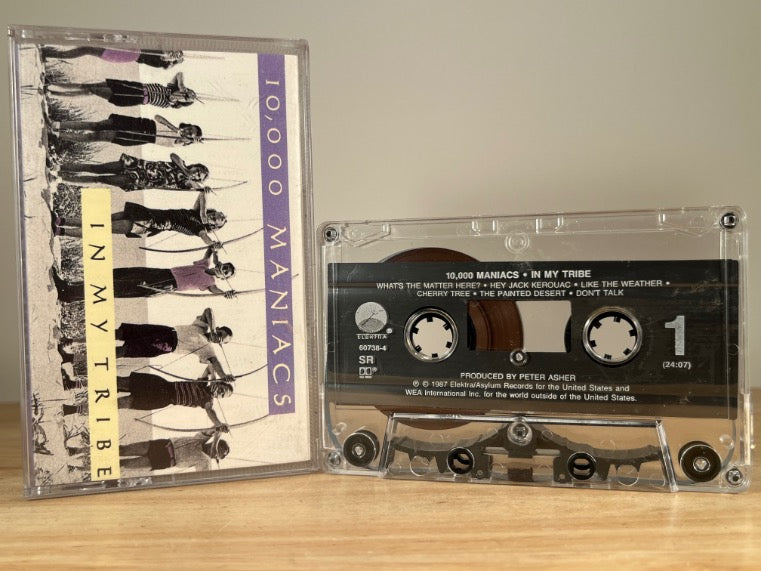 10,000 MANIACS
IN MY TRIBE
10,000 MANIACS • IN MY TRIBE
WHAT'S THE MATTER HERE? • HEY JACK KEROUAC • LIKE THE WEATHER •
CHERRY TREE • THE PAINTED DESERT • DON'T TALK
ELEKTRA
60738-4
SR
1
(24:07)
PRODUCED BY PETER ASHER
℗ © 1987 Elektra/Asylum Records for the United States and
WEA International Inc. for the world outside of the United States.